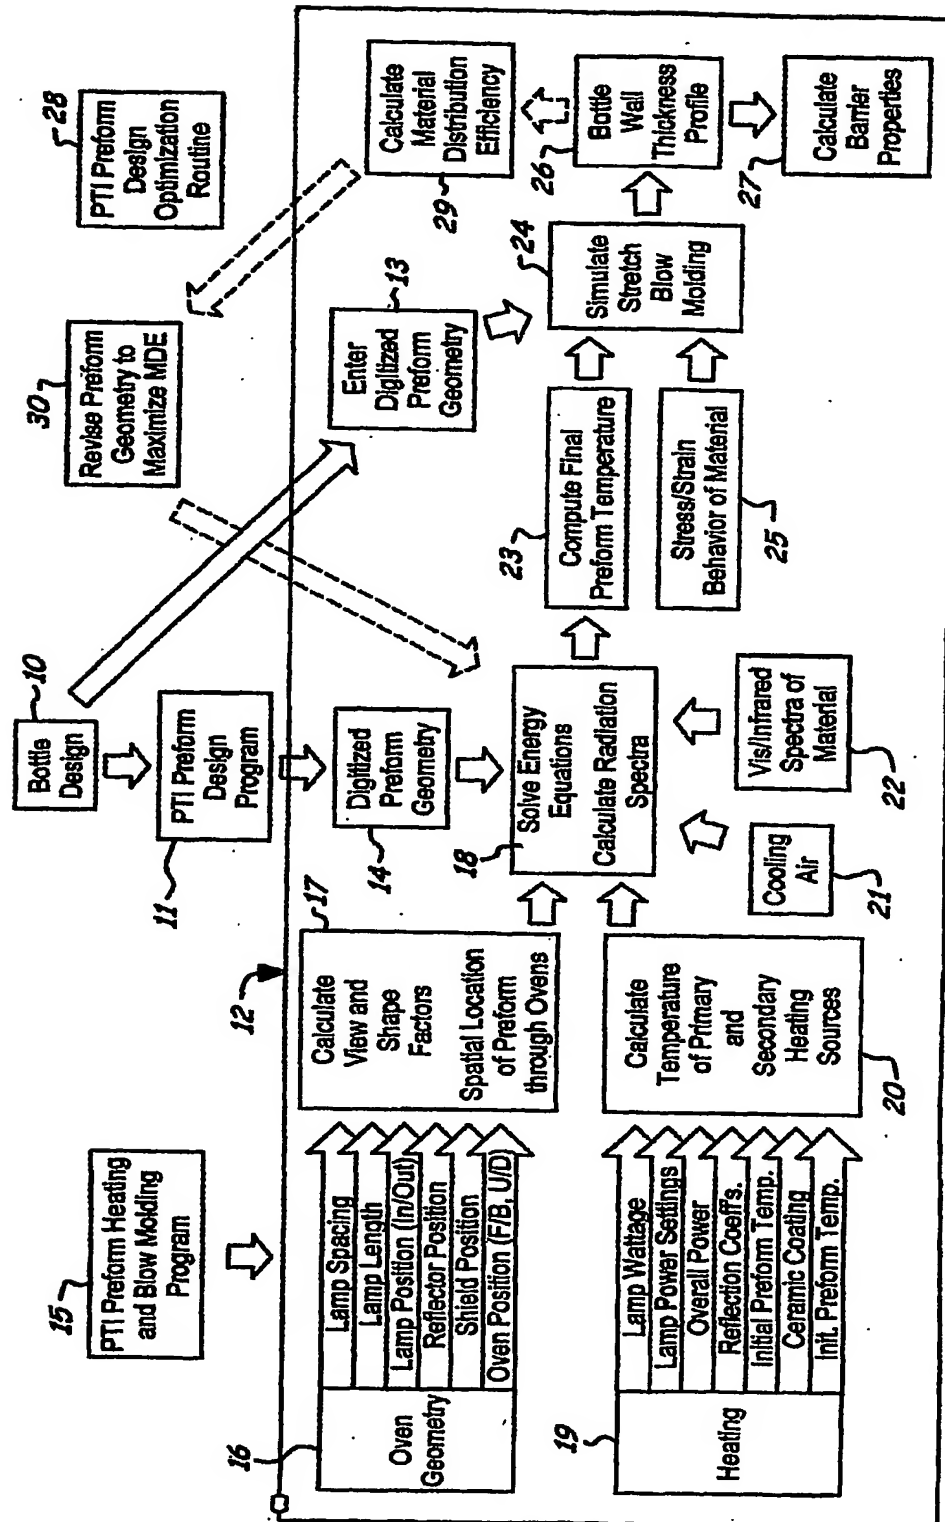 10
Bottle
Design
11
PTI Preform
Design
Program
30
Revise Preform
Geometry to
Maximize MDE
28
PTI Preform
Design
Optimization
Routine
15
PTI Preform Heating
and Blow Molding
Program
12
16
Oven
Geometry
Lamp Spacing
Lamp Length
Lamp Position (In/Out)
Reflector Position
Shield Position
Oven Position (F/B, U/D)
17
Calculate
View and
Shape
Factors
Spatial Location
of Preform
through Ovens
14
Digitized
Preform
Geometry
13
Enter
Digitized
Preform
Geometry
29
Calculate
Material
Distribution
Efficiency
19
Heating
Lamp Wattage
Lamp Power Settings
Overall Power
Reflection Coeff's.
Initial Preform Temp.
Ceramic Coating
Init. Preform Temp.
20
Calculate
Temperature
of Primary
and
Secondary
Heating
Sources
18
Solve Energy
Equations
Calculate Radiation
Spectra
21
Cooling
Air
22
Vis/Infrared
Spectra of
Material
23
Compute Final
Preform Temperature
25
Stress/Strain
Behavior of Material
24
Simulate
Stretch
Blow
Molding
26
Bottle
Wall
Thickness
Profile
27
Calculate
Barrier
Properties